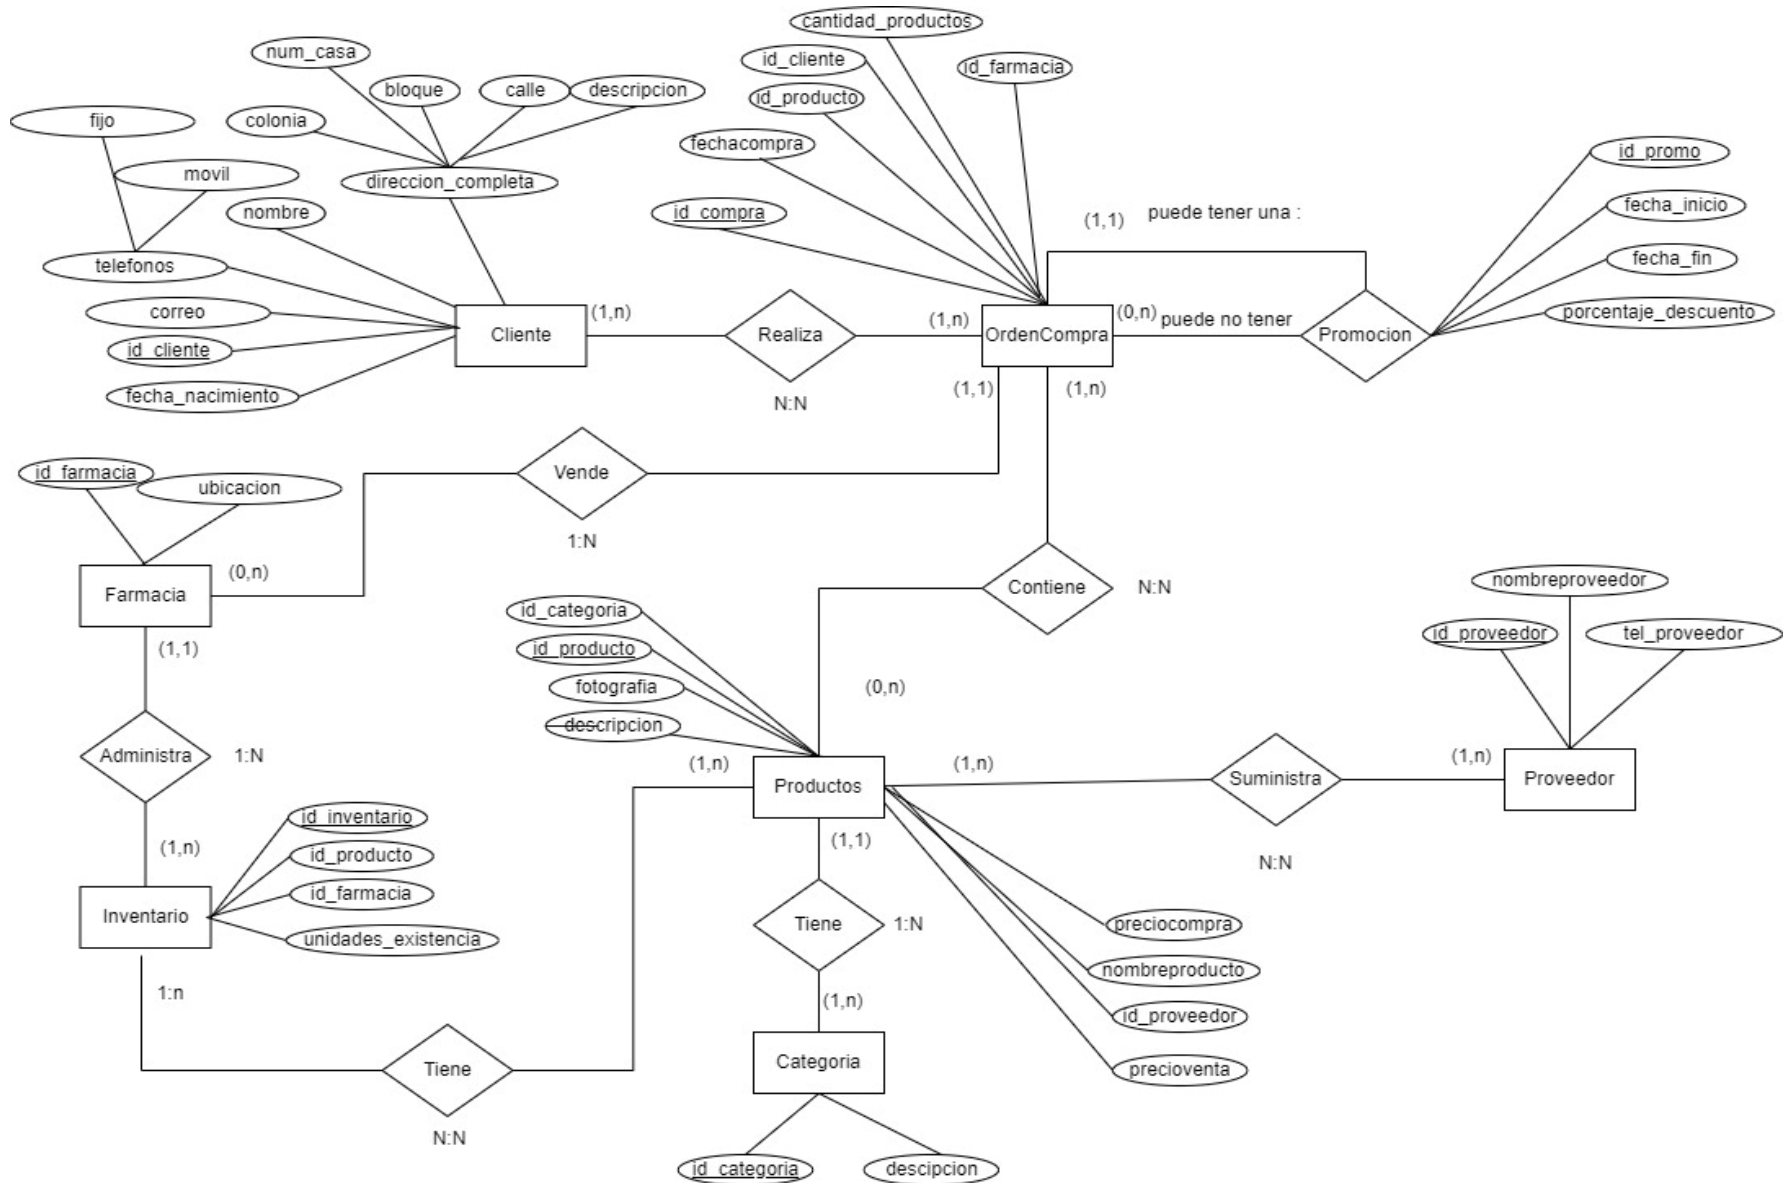 cantidad_productos
num_casa
id_cliente
id_farmacia
bloque
calle
descripcion
id_producto
fijo
colonia
fechacompra
id_promo
movil
direccion_completa
nombre
id_compra
(1,1)
puede tener una :
fecha_inicio
telefonos
fecha_fin
correo
(1,n)
(1,n)
(0,n)
puede no tener
porcentaje_descuento
Cliente
Realiza
OrdenCompra
Promocion
id_cliente
fecha_nacimiento
N:N
(1,1)
(1,n)
id_farmacia
ubicacion
Vende
1:N
(0,n)
Farmacia
Contiene
N:N
nombreproveedor
id_categoria
id_proveedor
tel_proveedor
(1,1)
id_producto
fotografia
(0,n)
descripcion
Administra
1:N
(1,n)
(1,n)
(1,n)
Productos
Suministra
Proveedor
id_inventario
(1,n)
id_producto
(1,1)
N:N
id_farmacia
Inventario
Tiene
1:N
preciocompra
unidades_existencia
nombreproducto
1:n
(1,n)
id_proveedor
Tiene
Categoria
precioventa
N:N
id_categoria
descipcion